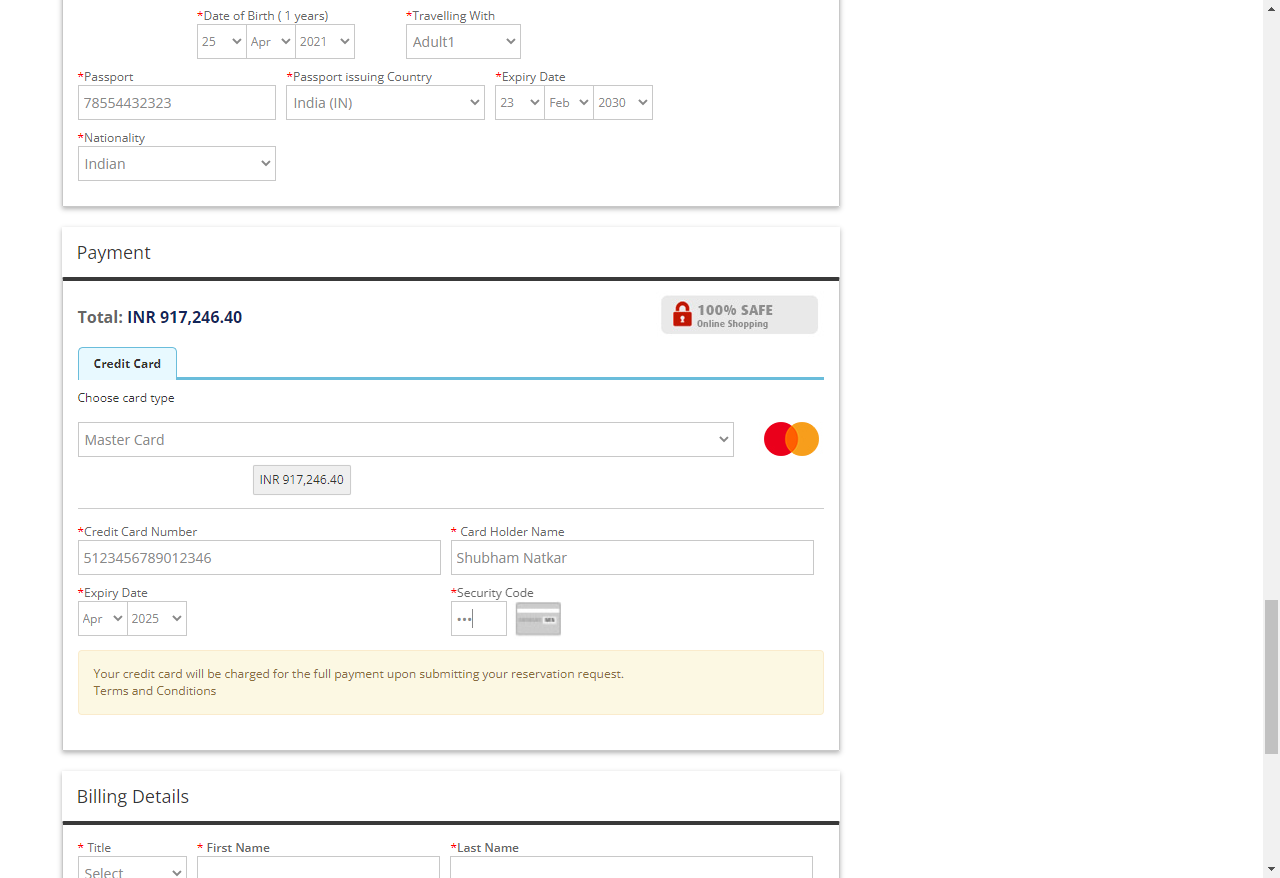 *Date of Birth ( 1 years) *Travelling With
25 Apr 2021 Adult1
*Passport *Passport issuing Country *Expiry Date
78554432323 India (IN) 23 Feb 2030
*Nationality
Indian
Payment
Total: INR 917,246.40
100% SAFE
Online Shopping
Credit Card
Choose card type
Master Card
INR 917,246.40
*Credit Card Number * Card Holder Name
5123456789012346 Shubham Natkar
*Expiry Date *Security Code
Apr 2025 •••
Your credit card will be charged for the full payment upon submitting your reservation request.
Terms and Conditions
Billing Details
* Title * First Name *Last Name
Select